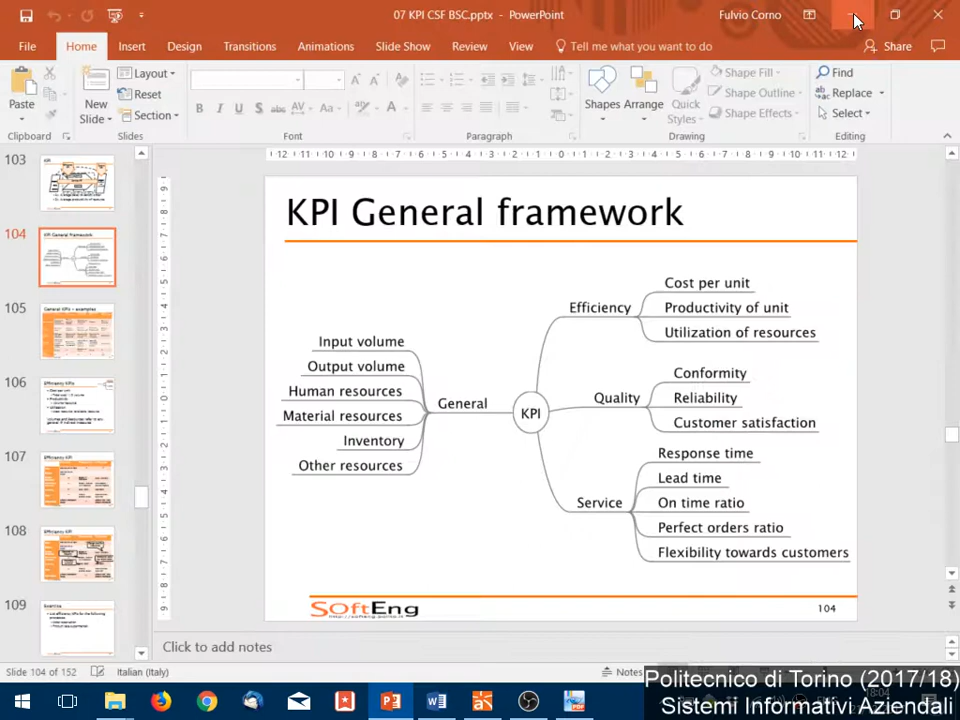 07 KPI CSF BSC.pptx - PowerPoint
Fulvio Corno
File
Home
Insert
Design
Transitions
Animations
Slide Show
Review
View
Tell me what you want to do
Share
Paste
Clipboard
New
Slide
Layout
Reset
Section
Slides
Font
Paragraph
Shapes
Arrange
Quick
Styles
Shape Fill
Shape Outline
Shape Effects
Drawing
Find
Replace
Select
Editing
103
104
105
106
107
108
109
KPI General framework
Input volume
Output volume
Human resources
Material resources
Inventory
Other resources
General
KPI
Efficiency
Cost per unit
Productivity of unit
Utilization of resources
Quality
Conformity
Reliability
Customer satisfaction
Service
Response time
Lead time
On time ratio
Perfect orders ratio
Flexibility towards customers
SOftEng
http://softeng.polito.it
104
Click to add notes
Slide 104 of 152
Italian (Italy)
Notes
18:04
Politecnico di Torino (2017/18)
Sistemi Informativi Aziendali